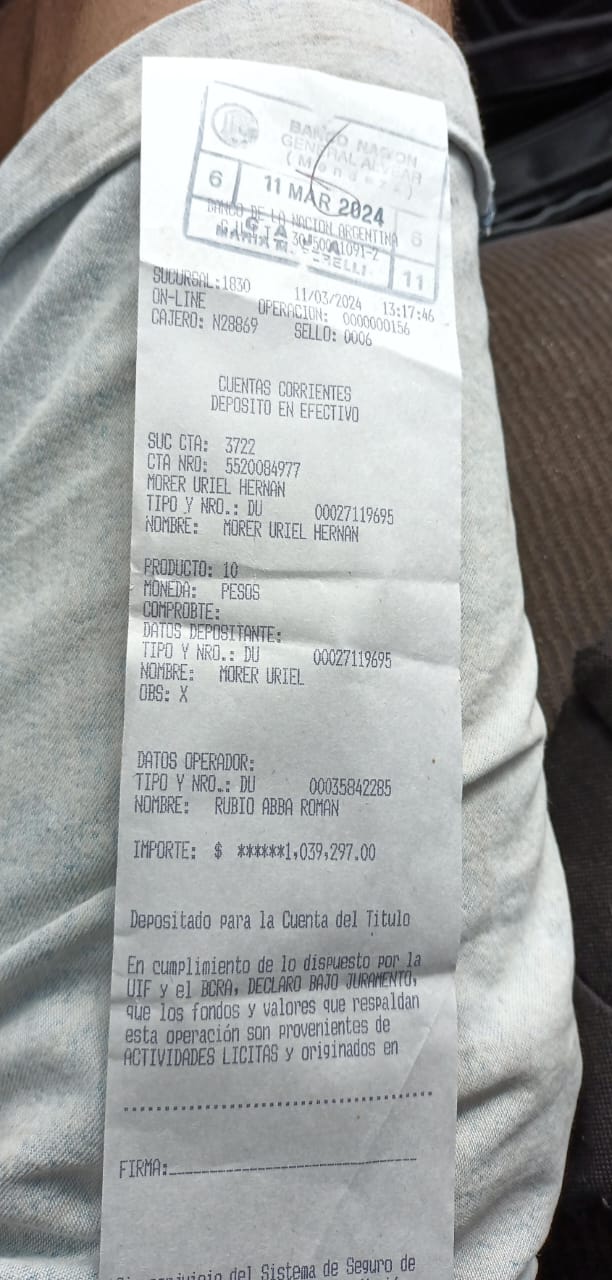 BANCO NACION
GENERAL ALVEAR
(Mendoza)
6
11 MAR 2024
6
BANCO DE LA NACION ARGENTINA
C.U.I.T. 30-50001091-2
CAJA
11
SUCURSAL:1830 11/03/2024 13:17:46
ON-LINE OPERACION: 0000000156
CAJERO: N28869 SELLO: 0006
CUENTAS CORRIENTES
DEPOSITO EN EFECTIVO
SUC CTA: 3722
CTA NRO: 5520084977
MORER URIEL HERNAN
TIPO Y NRO.: DU 00027119695
NOMBRE: MORER URIEL HERNAN
PRODUCTO: 10
MONEDA: PESOS
COMPROBTE:
DATOS DEPOSITANTE:
TIPO Y NRO.: DU 00027119695
NOMBRE: MORER URIEL
OBS: X
DATOS OPERADOR:
TIPO Y NRO.: DU 00035842285
NOMBRE: RUBIO ABBA ROMAN
IMPORTE: $ ******1,039,297.00
Depositado para la Cuenta del Titulo
En cumplimiento de lo dispuesto por la
UIF y el BCRA, DECLARO BAJO JURAMENTO,
que los fondos y valores que respaldan
esta operación son provenientes de
ACTIVIDADES LICITAS y originados en
.......................................
FIRMA:______________________________
del Sistema de Seguro de